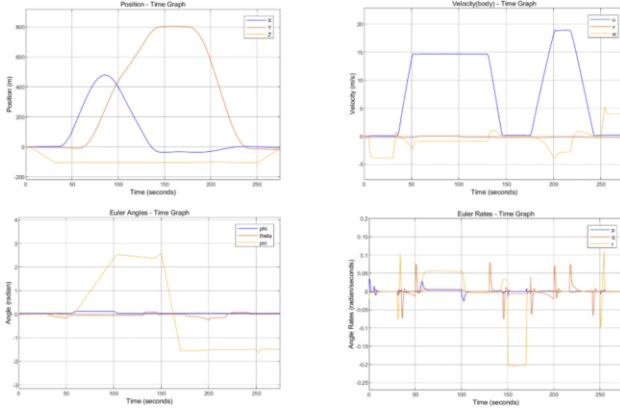 Position - Time Graph
X
Y
Z
800
600
400
200
0
-200
Position (m)
0 50 100 150 200 250
Time (seconds)
Velocity(body) - Time Graph
u
v
w
20
15
10
5
0
-5
Velocity (m/s)
0 50 100 150 200 250
Time (seconds)
Euler Angles - Time Graph
phi
theta
psi
4
3
2
1
0
-1
-2
-3
Angle (radian)
0 50 100 150 200 250
Time (seconds)
Euler Rates - Time Graph
p
q
r
0.2
0.15
0.1
0.05
0
-0.05
-0.1
-0.15
-0.2
-0.25
Angle Rates (radian/seconds)
0 50 100 150 200 250
Time (seconds)